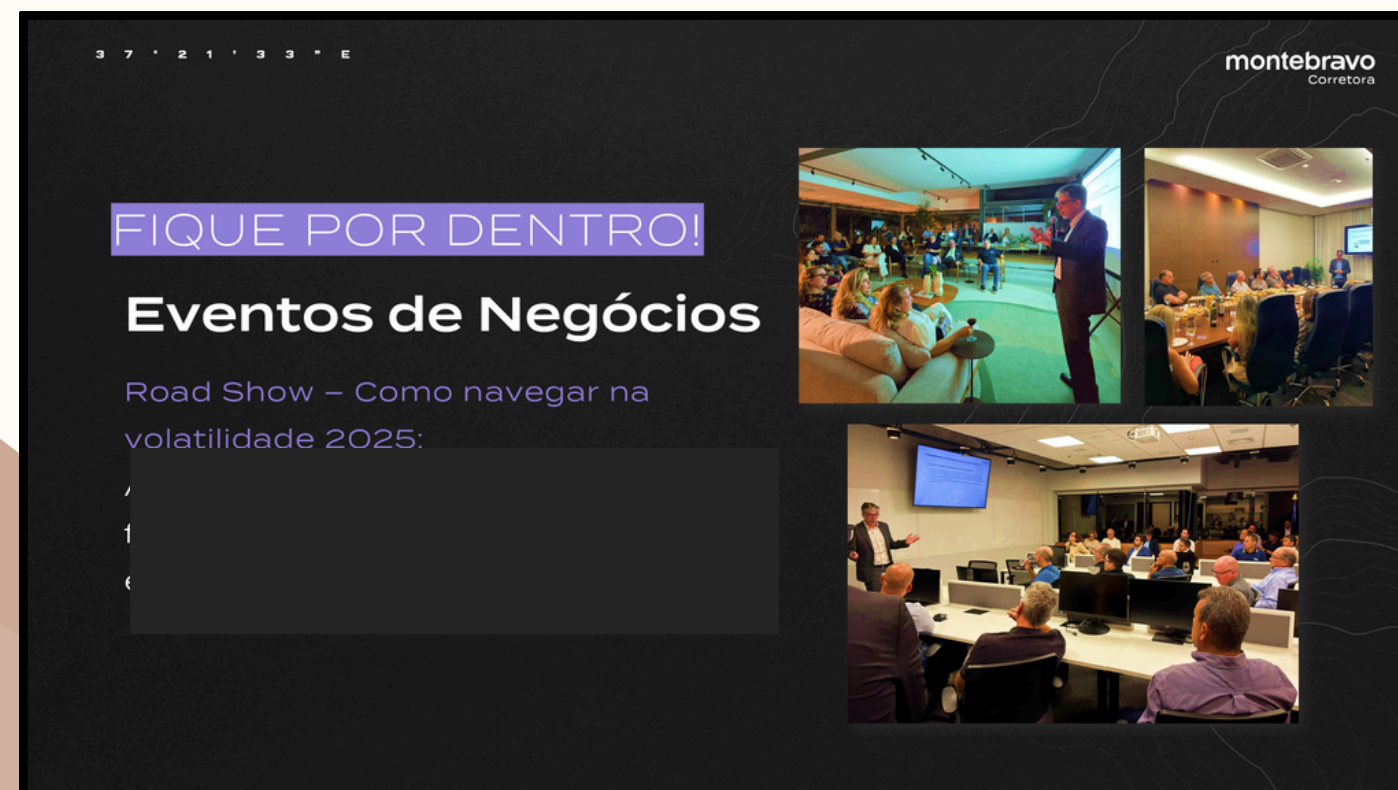 37°21'33"E
montebravo
Corretora
FIQUE POR DENTRO!
Eventos de Negócios
Road Show – Como navegar na
volatilidade 2025: